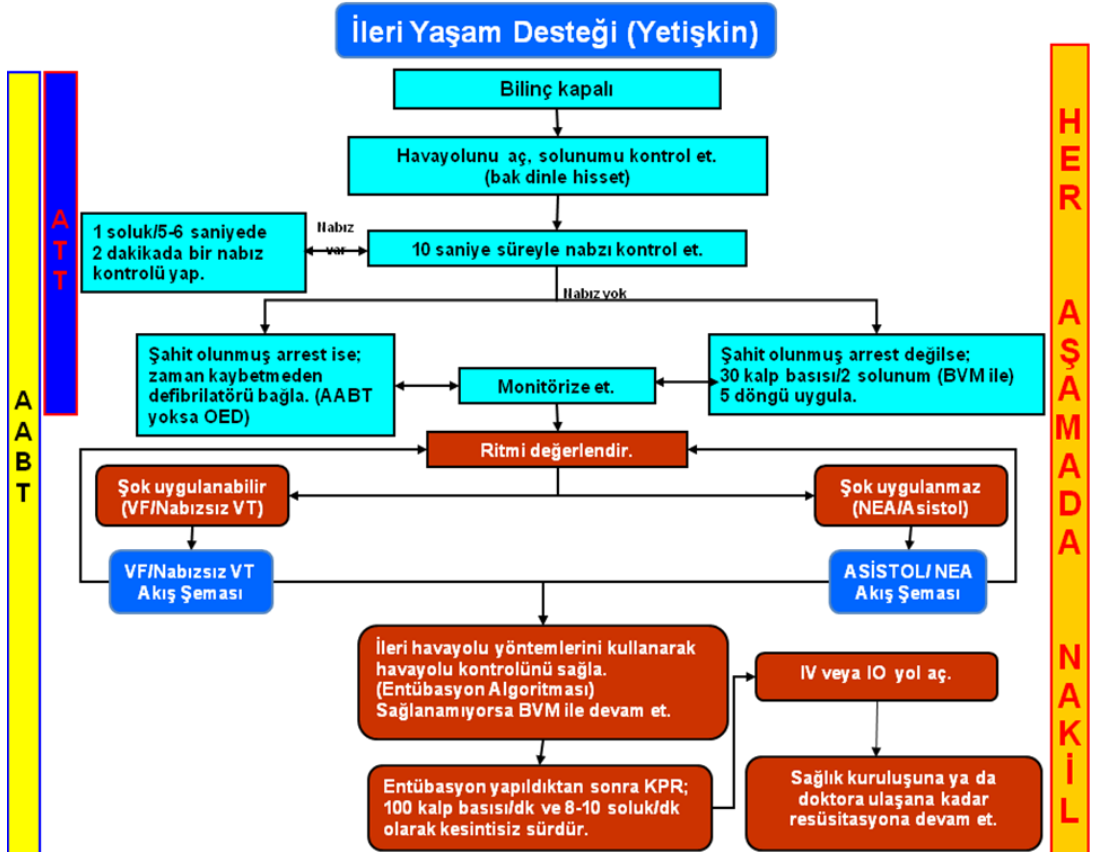 İleri Yaşam Desteği (Yetişkin)
Bilinç kapalı
Havayolunu aç, solunumu kontrol et.
(bak dinle hisset)
1 soluk/5-6 saniyede
2 dakikada bir nabız
kontrolü yap.
Nabız
var
10 saniye süreyle nabzı kontrol et.
Nabız yok
Şahit olunmuş arrest ise;
zaman kaybetmeden
defibrilatörü bağla. (AABT
yoksa OED)
Monitörize et.
Şahit olunmuş arrest değilse;
30 kalp basısı/2 solunum (BVM ile)
5 döngü uygula.
Ritmi değerlendir.
Şok uygulanabilir
(VF/Nabızsız VT)
Şok uygulanmaz
(NEA/Asistol)
VF/Nabızsız VT
Akış Şeması
ASİSTOL/ NEA
Akış Şeması
İleri havayolu yöntemlerini kullanarak
havayolu kontrolünü sağla.
(Entübasyon Algoritması)
Sağlanamıyorsa BVM ile devam et.
IV veya IO yol aç.
Entübasyon yapıldıktan sonra KPR;
100 kalp basısı/dk ve 8-10 soluk/dk
olarak kesintisiz sürdür.
Sağlık kuruluşuna ya da
doktora ulaşana kadar
resüsitasyona devam et.
AABT
ATT
HER AŞAMADA NAKİL